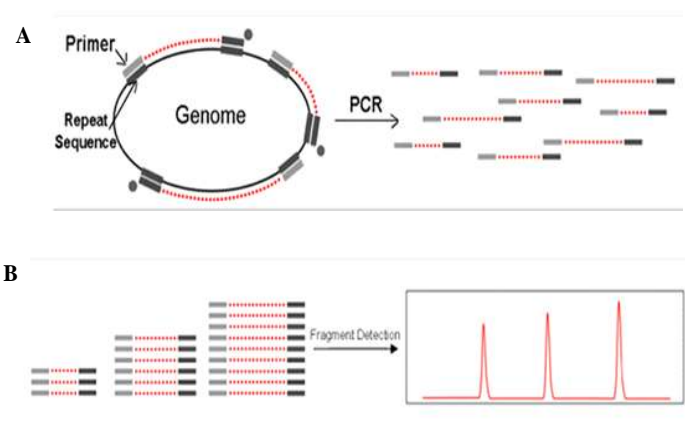 A
Primer
Genome
Repeat
Sequence
PCR
B
Fragment Detection